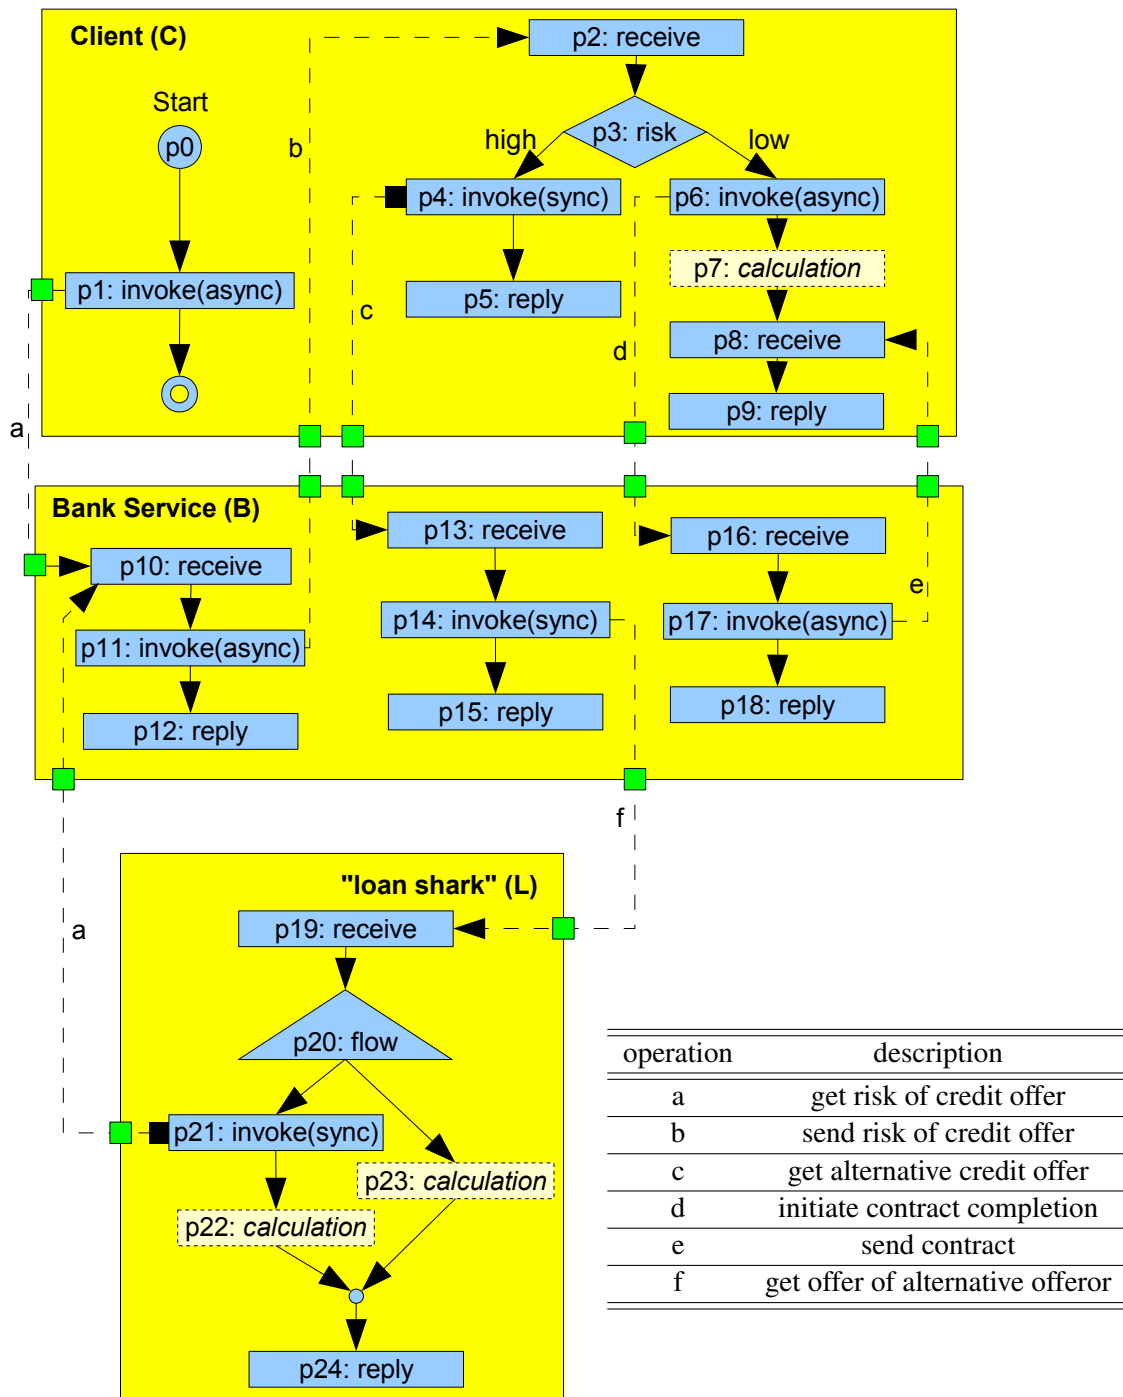 Client (C)
p2: receive
Start
p0
b
p3: risk
high
low
p4: invoke(sync)
p6: invoke(async)
p7: calculation
p1: invoke(async)
p5: reply
c
d
p8: receive
p9: reply
a
Bank Service (B)
p13: receive
p16: receive
p10: receive
e
p14: invoke(sync)
p17: invoke(async)
p11: invoke(async)
p15: reply
p18: reply
p12: reply
f
"loan shark" (L)
p19: receive
a
p20: flow
p21: invoke(sync)
p23: calculation
p22: calculation
p24: reply
operation description
a get risk of credit offer
b send risk of credit offer
c get alternative credit offer
d initiate contract completion
e send contract
f get offer of alternative offeror